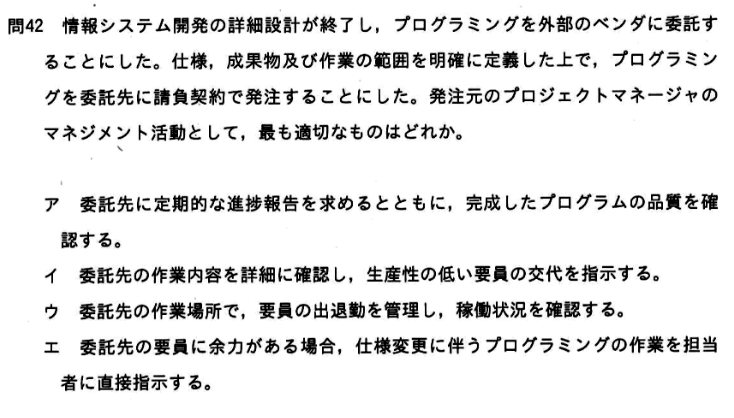 問42 情報システム開発の詳細設計が終了し，プログラミングを外部のベンダに委託す
ることにした。仕様，成果物及び作業の範囲を明確に定義した上で，プログラミン
グを委託先に請負契約で発注することにした。発注元のプロジェクトマネージャの
マネジメント活動として，最も適切なものはどれか。
ア 委託先に定期的な進捗報告を求めるとともに，完成したプログラムの品質を確
認する。
イ 委託先の作業内容を詳細に確認し，生産性の低い要員の交代を指示する。
ウ 委託先の作業場所で，要員の出退勤を管理し，稼働状況を確認する。
エ 委託先の要員に余力がある場合，仕様変更に伴うプログラミングの作業を担当
者に直接指示する。